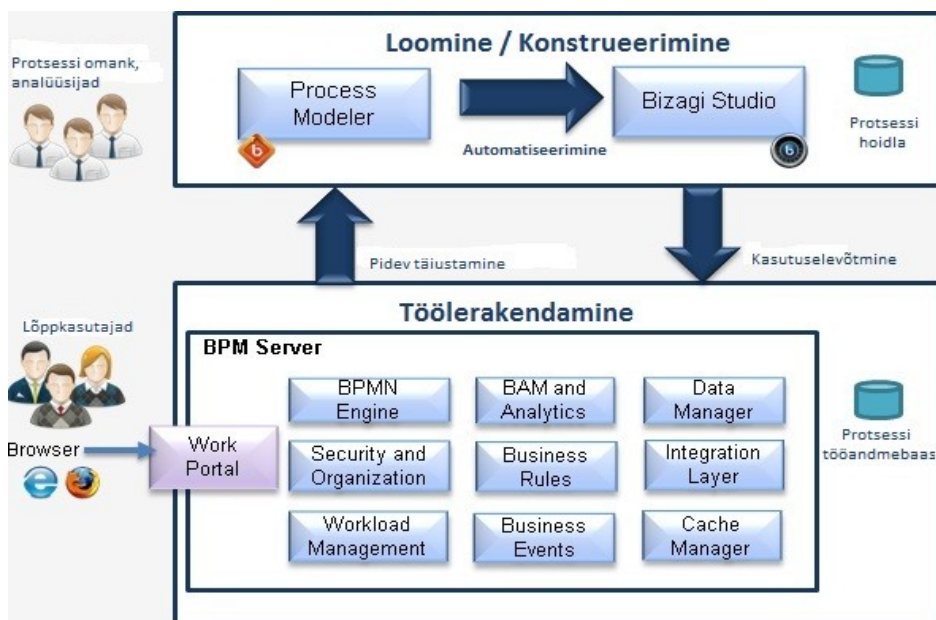 Loomine / Konstrueerimine
Protsessi omank,
analüüsijad
Process
Modeler
Bizagi Studio
Automatiseerimine
Protsessi
hoidla
Pidev täiustamine
Kasutuselevõtmine
Töölerakendamine
Lõppkasutajad
BPM Server
BPMN
Engine
BAM and
Analytics
Data
Manager
Browser
Work
Portal
Security and
Organization
Business
Rules
Integration
Layer
Protsessi
tööandmebaas
Workload
Management
Business
Events
Cache
Manager